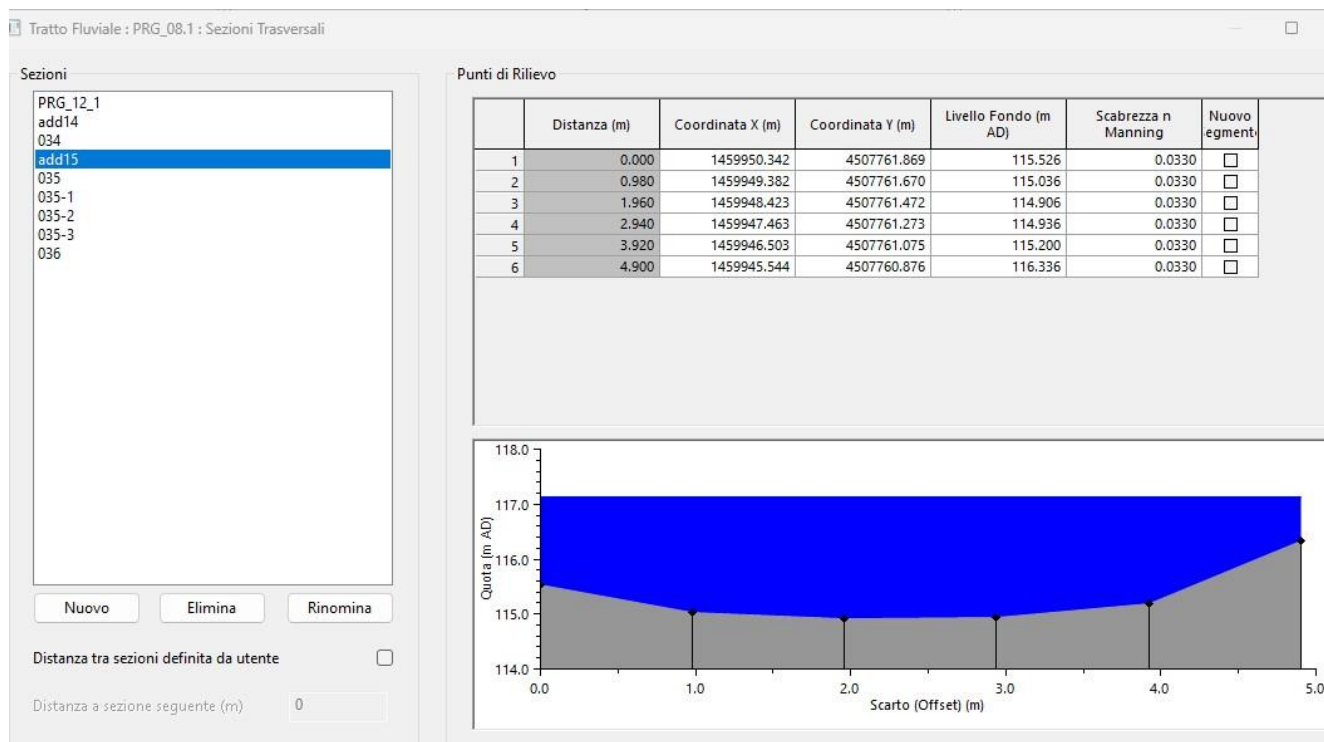 Tratto Fluviale : PRG_08.1 : Sezioni Trasversali
Sezioni
PRG_12_1
add14
034
add15
035
035-1
035-2
035-3
036
Nuovo Elimina Rinomina
Distanza tra sezioni definita da utente
Distanza a sezione seguente (m) 0
Punti di Rilievo
Distanza (m) Coordinata X (m) Coordinata Y (m) Livello Fondo (m AD) Scabrezza n Manning Nuovo egment
1 0.000 1459950.342 4507761.869 115.526 0.0330
2 0.980 1459949.382 4507761.670 115.036 0.0330
3 1.960 1459948.423 4507761.472 114.906 0.0330
4 2.940 1459947.463 4507761.273 114.936 0.0330
5 3.920 1459946.503 4507761.075 115.200 0.0330
6 4.900 1459945.544 4507760.876 116.336 0.0330
118.0
117.0
116.0
115.0
114.0
Quota (m AD)
0.0 1.0 2.0 3.0 4.0 5.0
Scarto (Offset) (m)